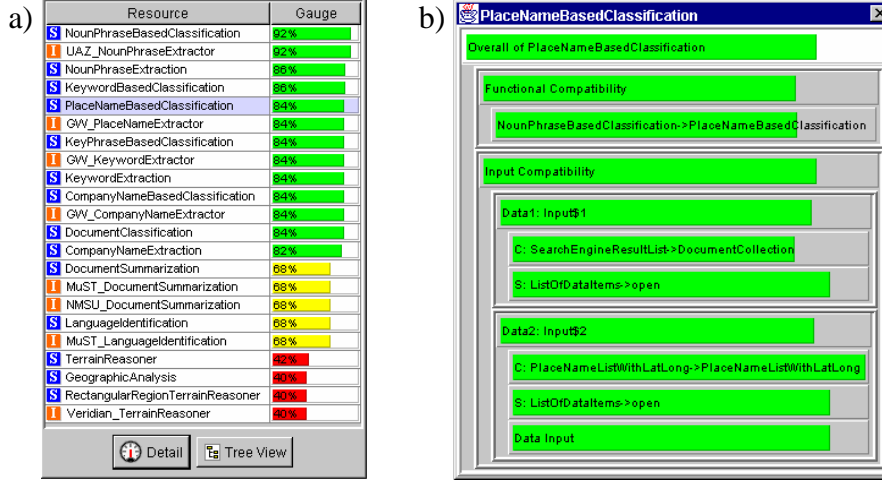 a)
Resource Gauge
S NounPhraseBasedClassification 92%
I UAZ_NounPhraseExtractor 92%
S NounPhraseExtraction 86%
S KeywordBasedClassification 86%
S PlaceNameBasedClassification 84%
I GW_PlaceNameExtractor 84%
S KeyPhraseBasedClassification 84%
I GW_KeywordExtractor 84%
S KeywordExtraction 84%
S CompanyNameBasedClassification 84%
I GW_CompanyNameExtractor 84%
S DocumentClassification 84%
S CompanyNameExtraction 82%
S DocumentSummarization 68%
I MuST_DocumentSummarization 68%
I NMSU_DocumentSummarization 68%
S LanguageIdentification 68%
I MuST_LanguageIdentification 68%
S TerrainReasoner 42%
S GeographicAnalysis 40%
S RectangularRegionTerrainReasoner 40%
I Veridian_TerrainReasoner 40%
Detail Tree View
b)
PlaceNameBasedClassification
Overall of PlaceNameBasedClassification
Functional Compatibility
NounPhraseBasedClassification->PlaceNameBasedClassification
Input Compatibility
Data1: Input$1
C: SearchEngineResultList->DocumentCollection
S: ListOfDataItems->open
Data2: Input$2
C: PlaceNameListWithLatLong->PlaceNameListWithLatLong
S: ListOfDataItems->open
Data Input